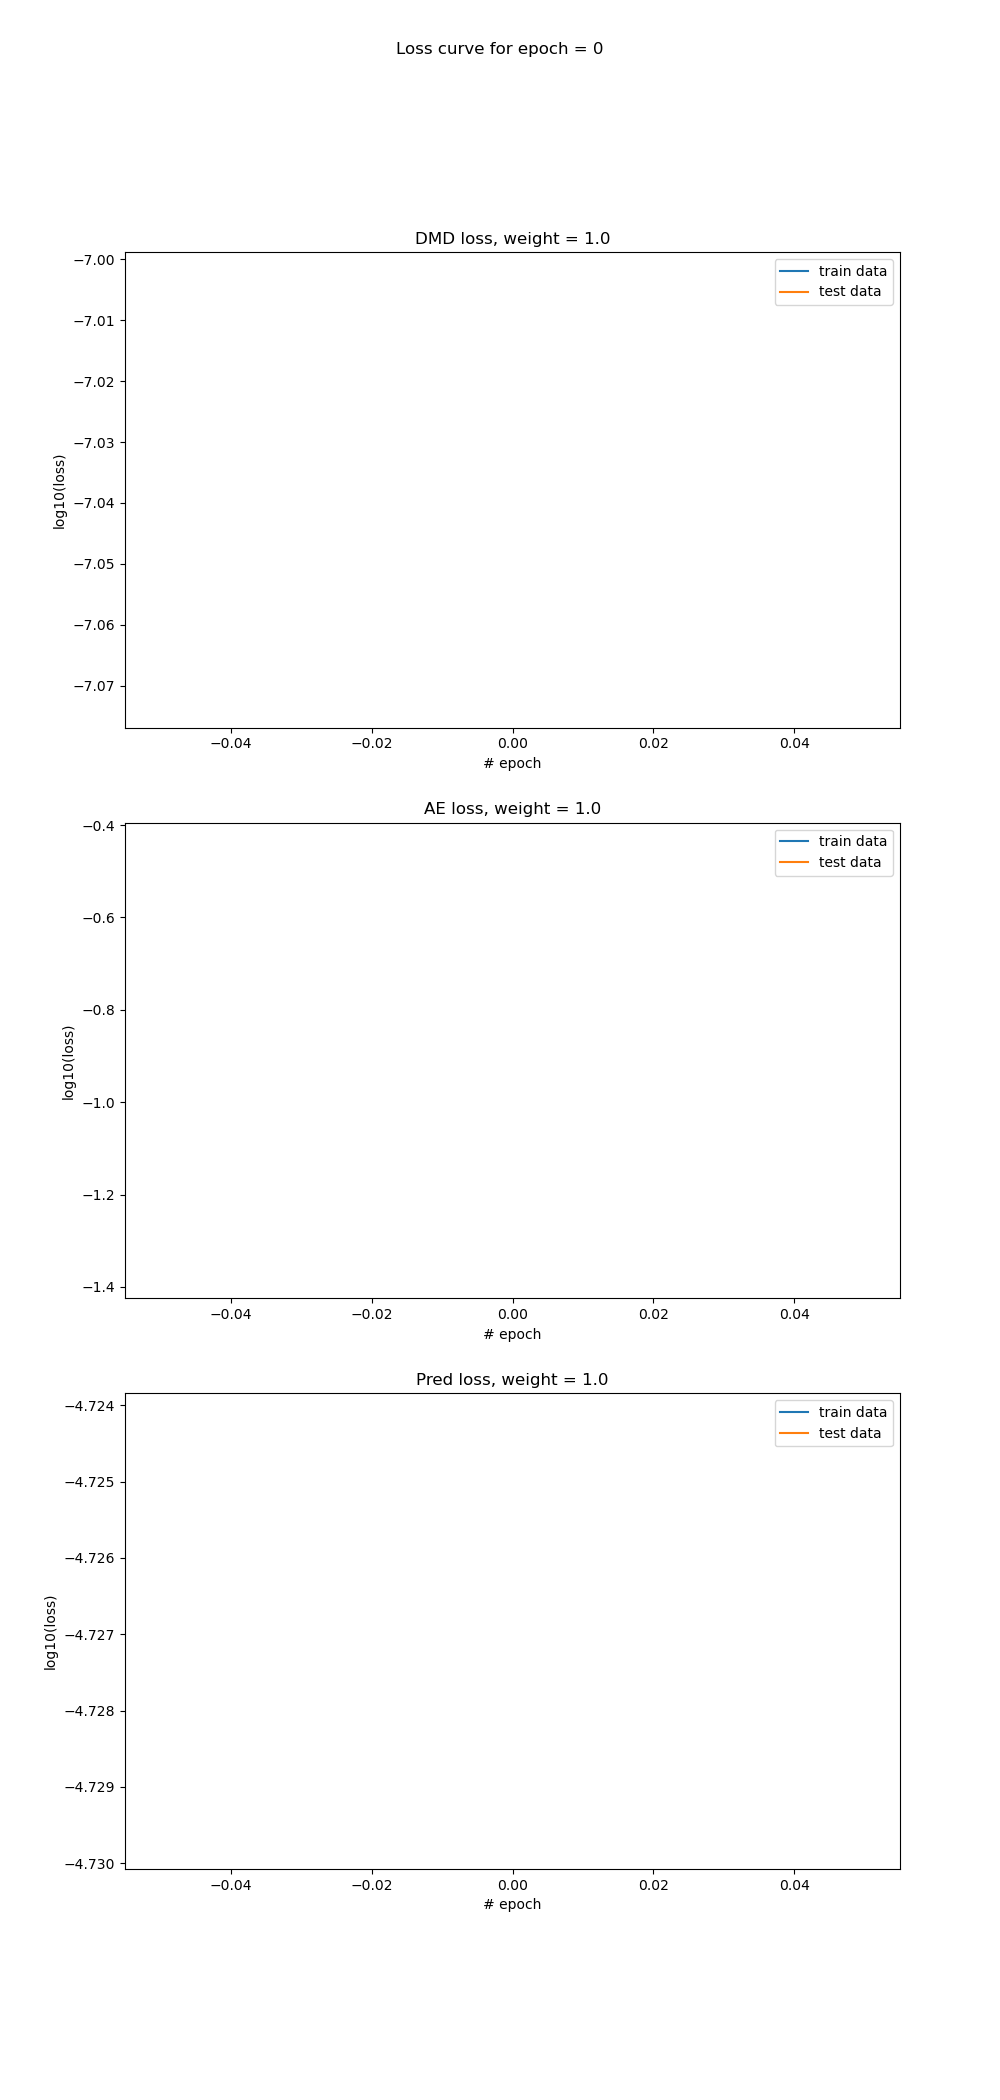 Loss curve for epoch = 0
DMD loss, weight = 1.0
−7.00
−7.01
−7.02
−7.03
−7.04
−7.05
−7.06
−7.07
log10(loss)
train data
test data
−0.04 −0.02 0.00 0.02 0.04
# epoch
AE loss, weight = 1.0
−0.4
−0.6
−0.8
−1.0
−1.2
−1.4
log10(loss)
train data
test data
−0.04 −0.02 0.00 0.02 0.04
# epoch
Pred loss, weight = 1.0
−4.724
−4.725
−4.726
−4.727
−4.728
−4.729
−4.730
log10(loss)
train data
test data
−0.04 −0.02 0.00 0.02 0.04
# epoch